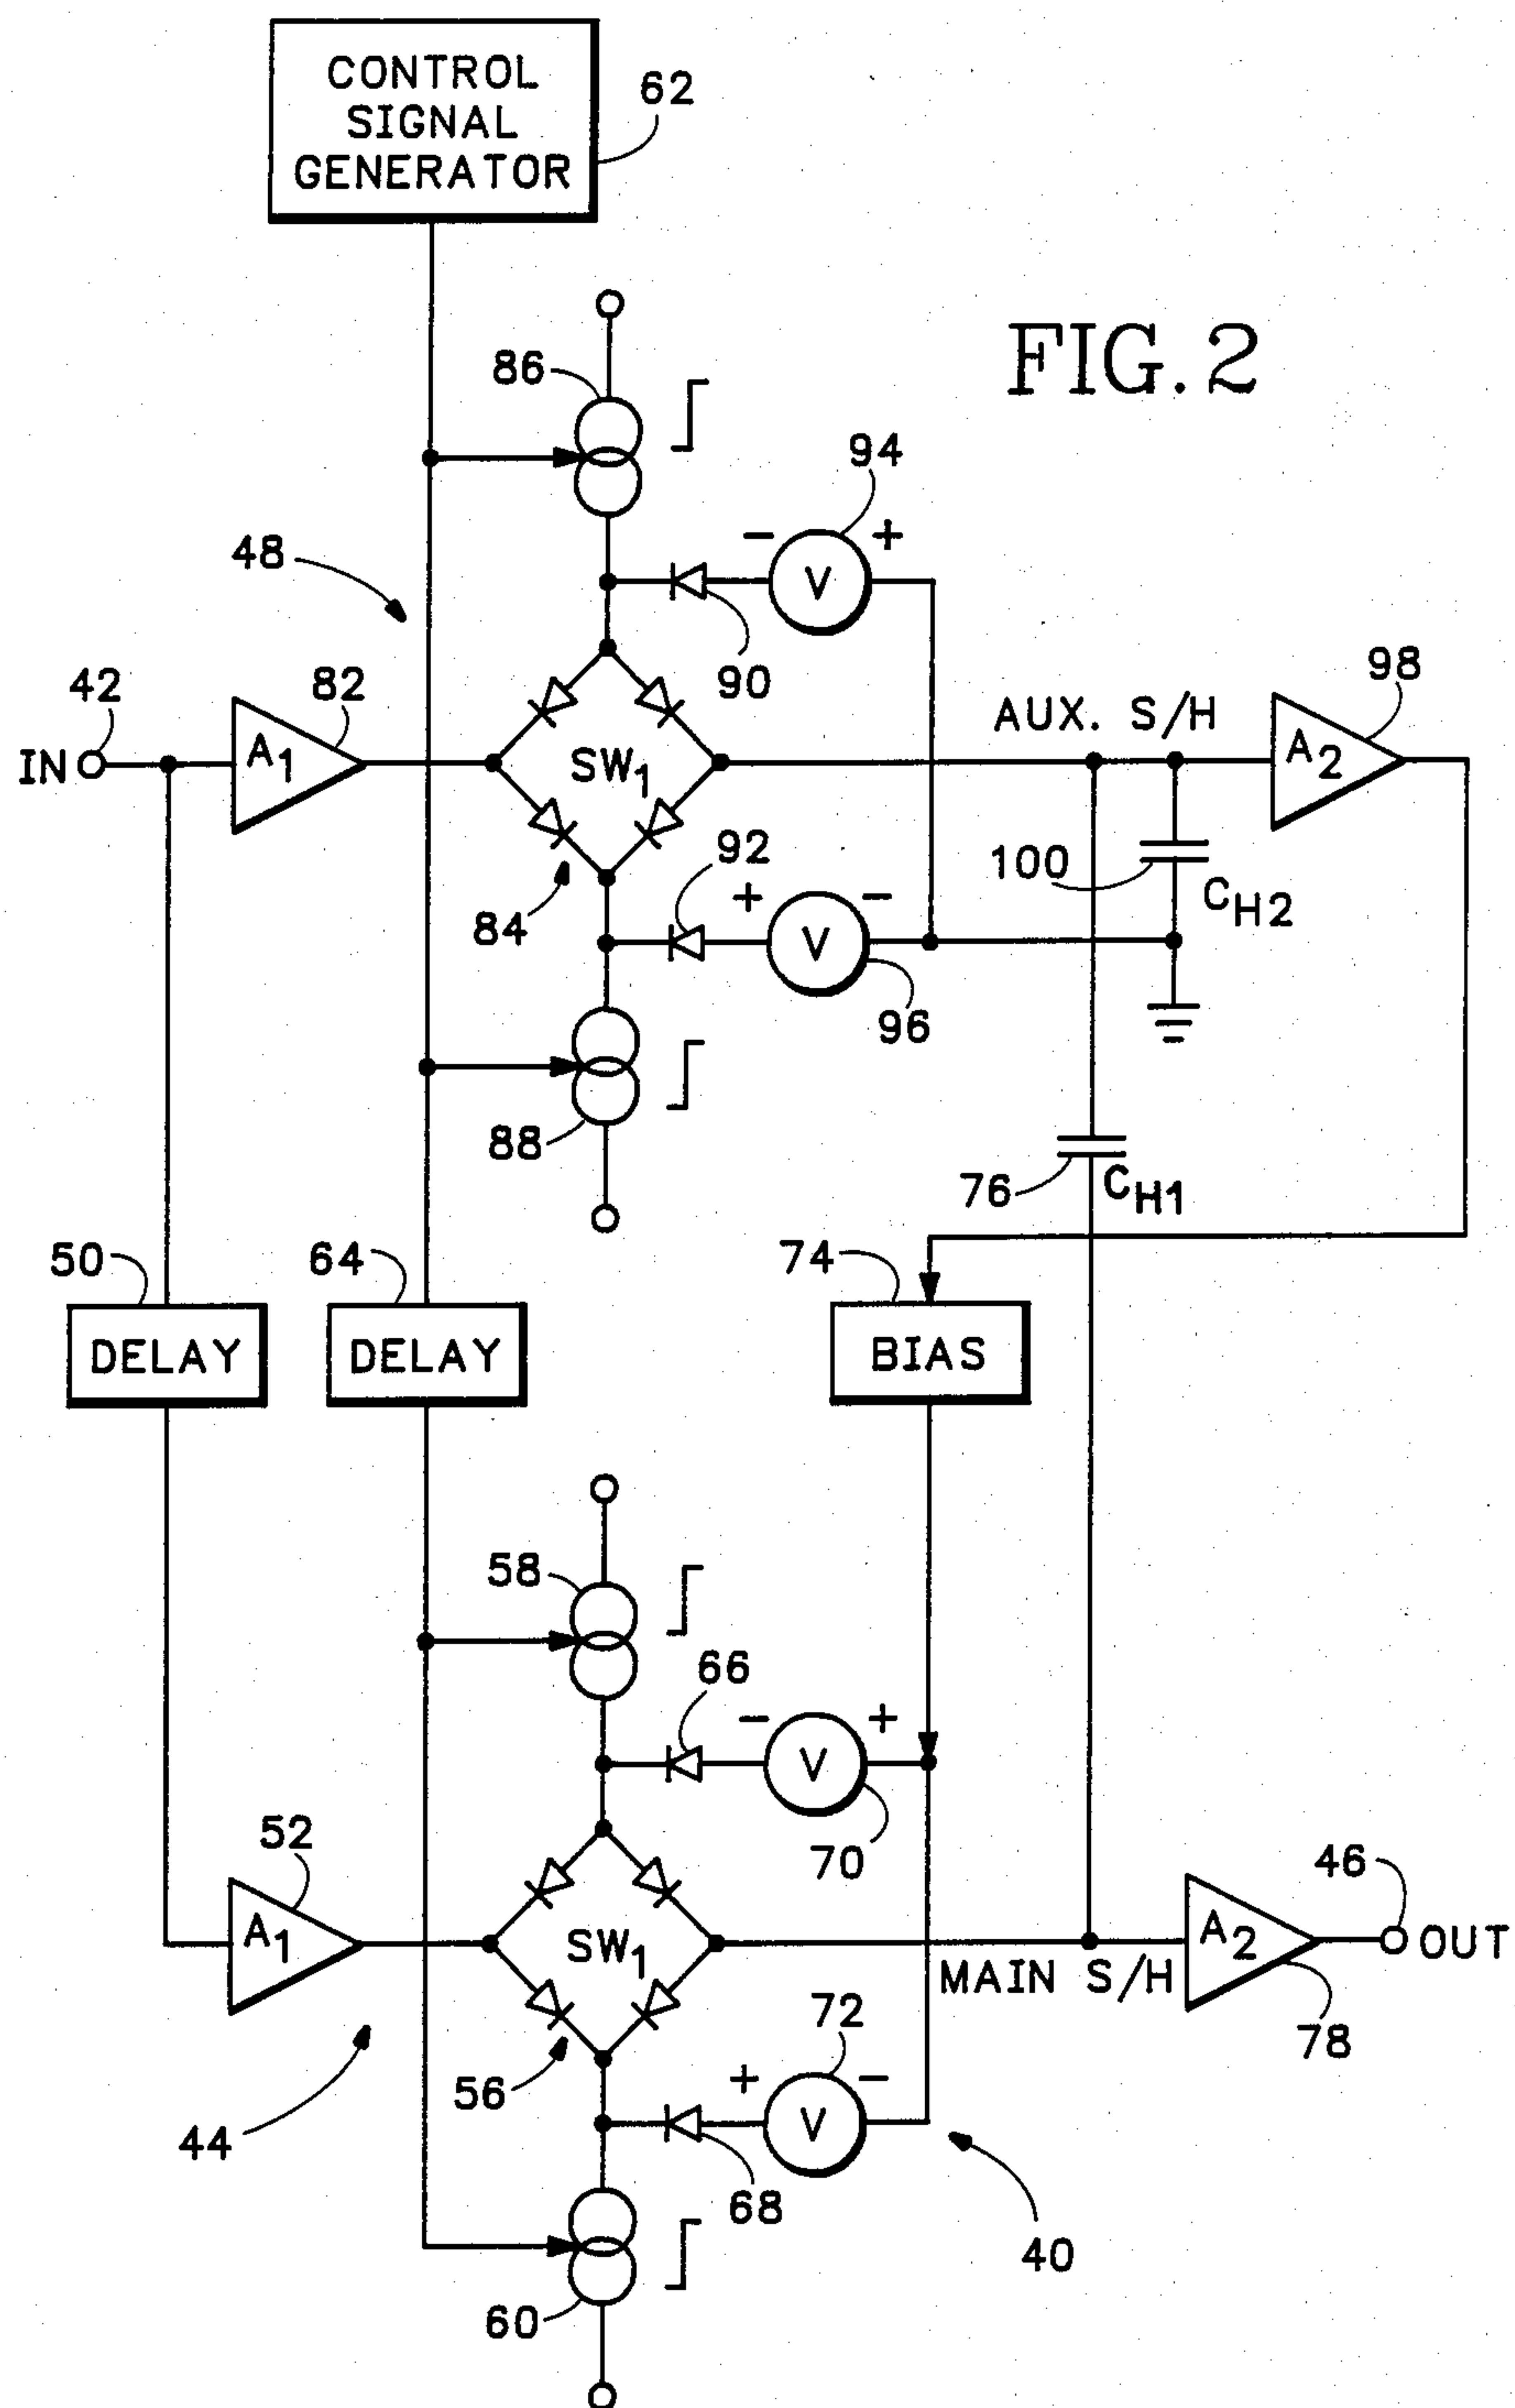 CONTROL
SIGNAL
GENERATOR
62
FIG. 2
86
94
- +
48
V
90
42
82
98
IN
A1
SW1
AUX. S/H
A2
92
100
CH2
+ -
84
V
96
88
76
CH1
50
64
74
DELAY
DELAY
BIAS
58
66
- +
V
70
52
46
A1
SW1
A2
OUT
MAIN S/H
72
78
56
+ -
44
V
68
40
60